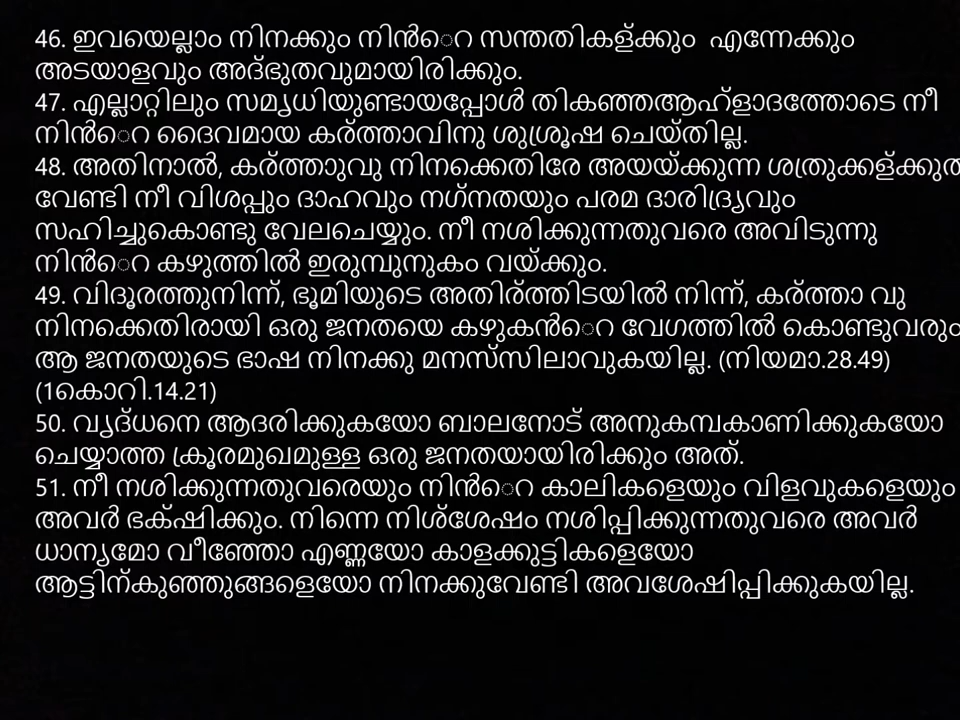 46. ഇവയെല്ലാം നിനക്കും നിൻെറ സന്തതികള്ക്കും  എന്നേക്കും
അടയാളവും അദ്ഭുതവുമായിരിക്കും.
47. എല്ലാറ്റിലും സമൃധിയുണ്ടായപ്പോൾ തികഞ്ഞആഹ്ളാദത്തോടെ നീ
നിൻെറ ദൈവമായ കര്ത്താവിനു ശുശ്രൂഷ ചെയ്തില്ല.
48. അതിനാൽ, കര്ത്താുവു നിനക്കെതിരേ അയയ്ക്കുന്ന ശത്രുക്കള്ക്കുത
വേണ്ടി നീ വിശപ്പും ദാഹവും നഗ്നതയും പരമ ദാരിദ്ര്യവും
സഹിച്ചുകൊണ്ടു വേലചെയ്യും. നീ നശിക്കുന്നതുവരെ അവിടുന്നു
നിൻെറ കഴുത്തിൽ ഇരുമ്പുനുകം വയ്ക്കും.
49. വിദൂരത്തുനിന്ന്, ഭൂമിയുടെ അതിര്ത്തിടയിൽ നിന്ന്, കര്ത്താ വു
നിനക്കെതിരായി ഒരു ജനതയെ കഴുകൻെറ വേഗത്തിൽ കൊണ്ടുവരും
ആ ജനതയുടെ ഭാഷ നിനക്കു മനസ്സിലാവുകയില്ല. (നിയമാ.28.49)
(1കൊറി.14.21)
50. വൃദ്ധനെ ആദരിക്കുകയോ ബാലനോട് അനുകമ്പകാണിക്കുകയോ
ചെയ്യാത്ത ക്രൂരമുഖമുള്ള ഒരു ജനതയായിരിക്കും അത്.
51. നീ നശിക്കുന്നതുവരെയും നിൻെറ കാലികളെയും വിളവുകളെയും
അവർ ഭക്ഷിക്കും. നിന്നെ നിശ്ശേഷം നശിപ്പിക്കുന്നതുവരെ അവർ
ധാന്യമോ വീഞ്ഞോ എണ്ണയോ കാളക്കുട്ടികളെയോ
ആട്ടിന്കുഞ്ഞുങ്ങളെയോ നിനക്കുവേണ്ടി അവശേഷിപ്പിക്കുകയില്ല.